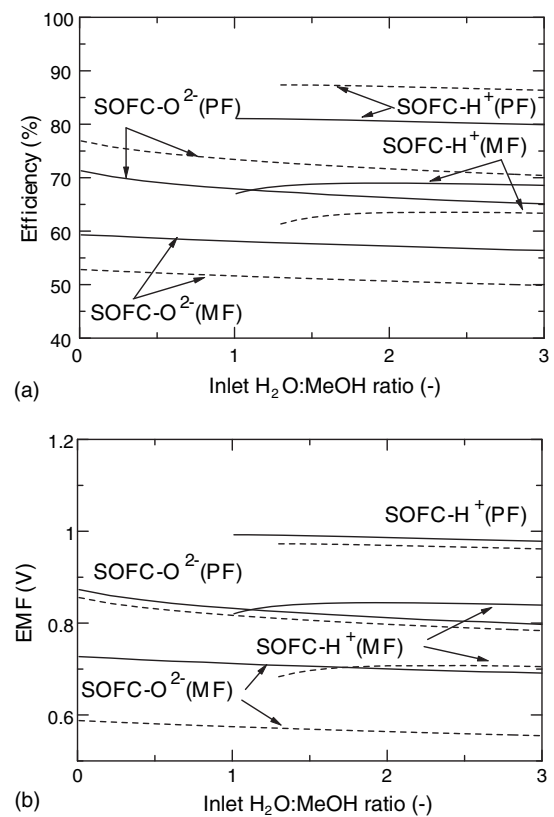 100
90
80
70
60
50
40
Efficiency (%)
SOFC-O²⁻(PF)
SOFC-H⁺(PF)
SOFC-H⁺(MF)
SOFC-O²⁻(MF)
0 1 2 3
Inlet H₂O:MeOH ratio (-)
(a)
1.2
1
0.8
0.6
EMF (V)
SOFC-H⁺(PF)
SOFC-O²⁻(PF)
SOFC-H⁺(MF)
SOFC-O²⁻(MF)
0 1 2 3
Inlet H₂O:MeOH ratio (-)
(b)